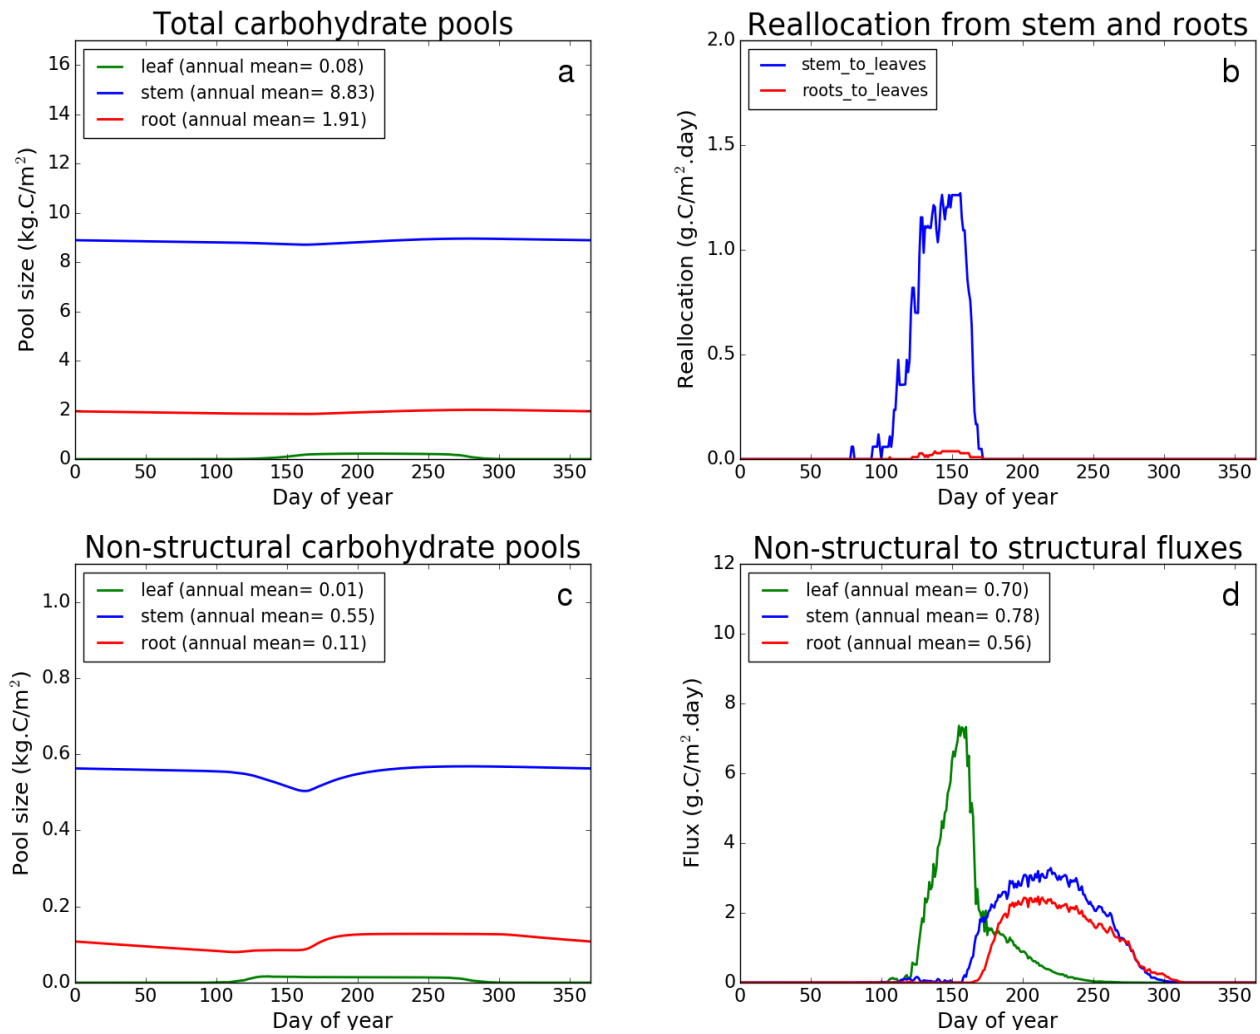 Total carbohydrate pools
a
leaf (annual mean= 0.08)
stem (annual mean= 8.83)
root (annual mean= 1.91)
Pool size (kg.C/m²)
16
14
12
10
8
6
4
2
0
0 50 100 150 200 250 300 350
Day of year
Reallocation from stem and roots
b
stem_to_leaves
roots_to_leaves
Reallocation (g.C/m².day)
2.0
1.5
1.0
0.5
0.0
0 50 100 150 200 250 300 350
Day of year
Non-structural carbohydrate pools
c
leaf (annual mean= 0.01)
stem (annual mean= 0.55)
root (annual mean= 0.11)
Pool size (kg.C/m²)
1.0
0.8
0.6
0.4
0.2
0.0
0 50 100 150 200 250 300 350
Day of year
Non-structural to structural fluxes
d
leaf (annual mean= 0.70)
stem (annual mean= 0.78)
root (annual mean= 0.56)
Flux (g.C/m².day)
12
10
8
6
4
2
0
0 50 100 150 200 250 300 350
Day of year